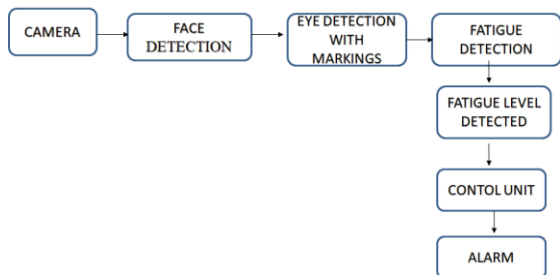 CAMERA
FACE
DETECTION
EYE DETECTION
WITH
MARKINGS
FATIGUE
DETECTION
FATIGUE LEVEL
DETECTED
CONTOL UNIT
ALARM